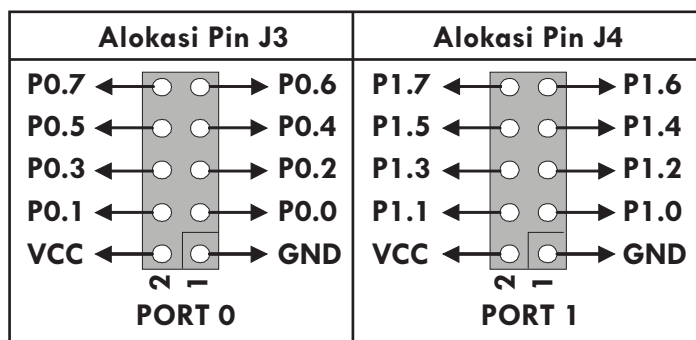 Alokasi Pin J3 Alokasi Pin J4
P0.7 P0.6 P1.7 P1.6
P0.5 P0.4 P1.5 P1.4
P0.3 P0.2 P1.3 P1.2
P0.1 P0.0 P1.1 P1.0
VCC GND VCC GND
2 1 2 1
PORT 0 PORT 1